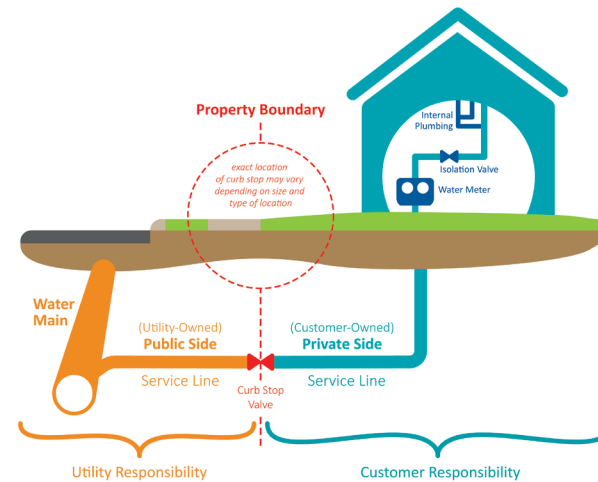 Property Boundary
exact location
of curb stop may vary
depending on size and
type of location
Internal
Plumbing
Isolation Valve
Water Meter
Water
Main
(Utility-Owned)
Public Side
Service Line
(Customer-Owned)
Private Side
Service Line
Curb Stop
Valve
Utility Responsibility
Customer Responsibility